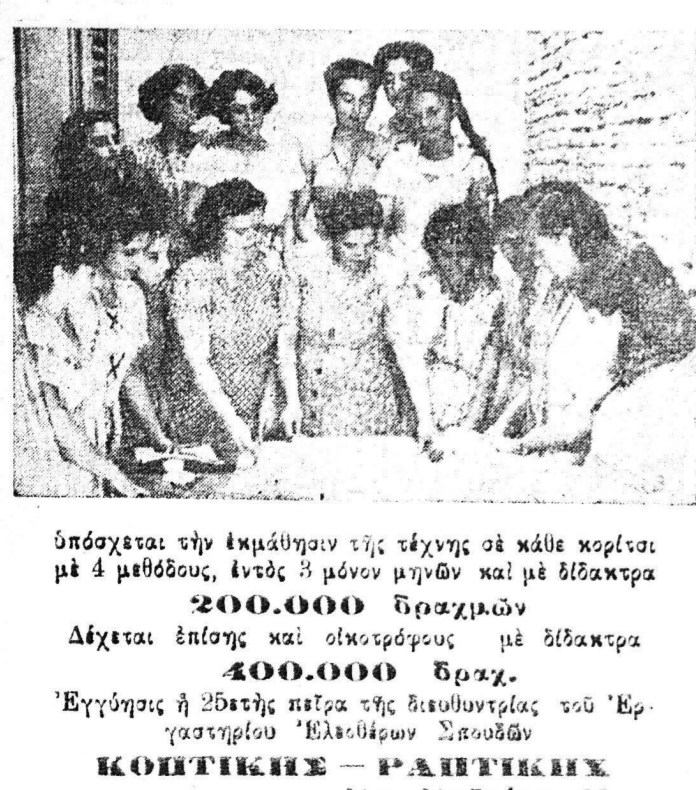 ὑπόσχεται τὴν ἐκμάθησιν τῆς τέχνης σὲ κάθε κορίτσι
μὲ 4 μεθόδους, ἐντὸς 3 μόνον μηνῶν καὶ μὲ δίδακτρα
200.000 δραχμῶν
Δέχεται ἐπίσης καὶ οἰκοτρόφους μὲ δίδακτρα
400.000 δραχ.
Ἐγγύησις ἡ 25ετὴς πεῖρα τῆς διευθυντρίας τοῦ Ἐρ-
γαστηρίου Ἐλευθέρων Σπουδῶν
ΚΟΠΤΙΚΗΣ — ΡΑΠΤΙΚΗΣ